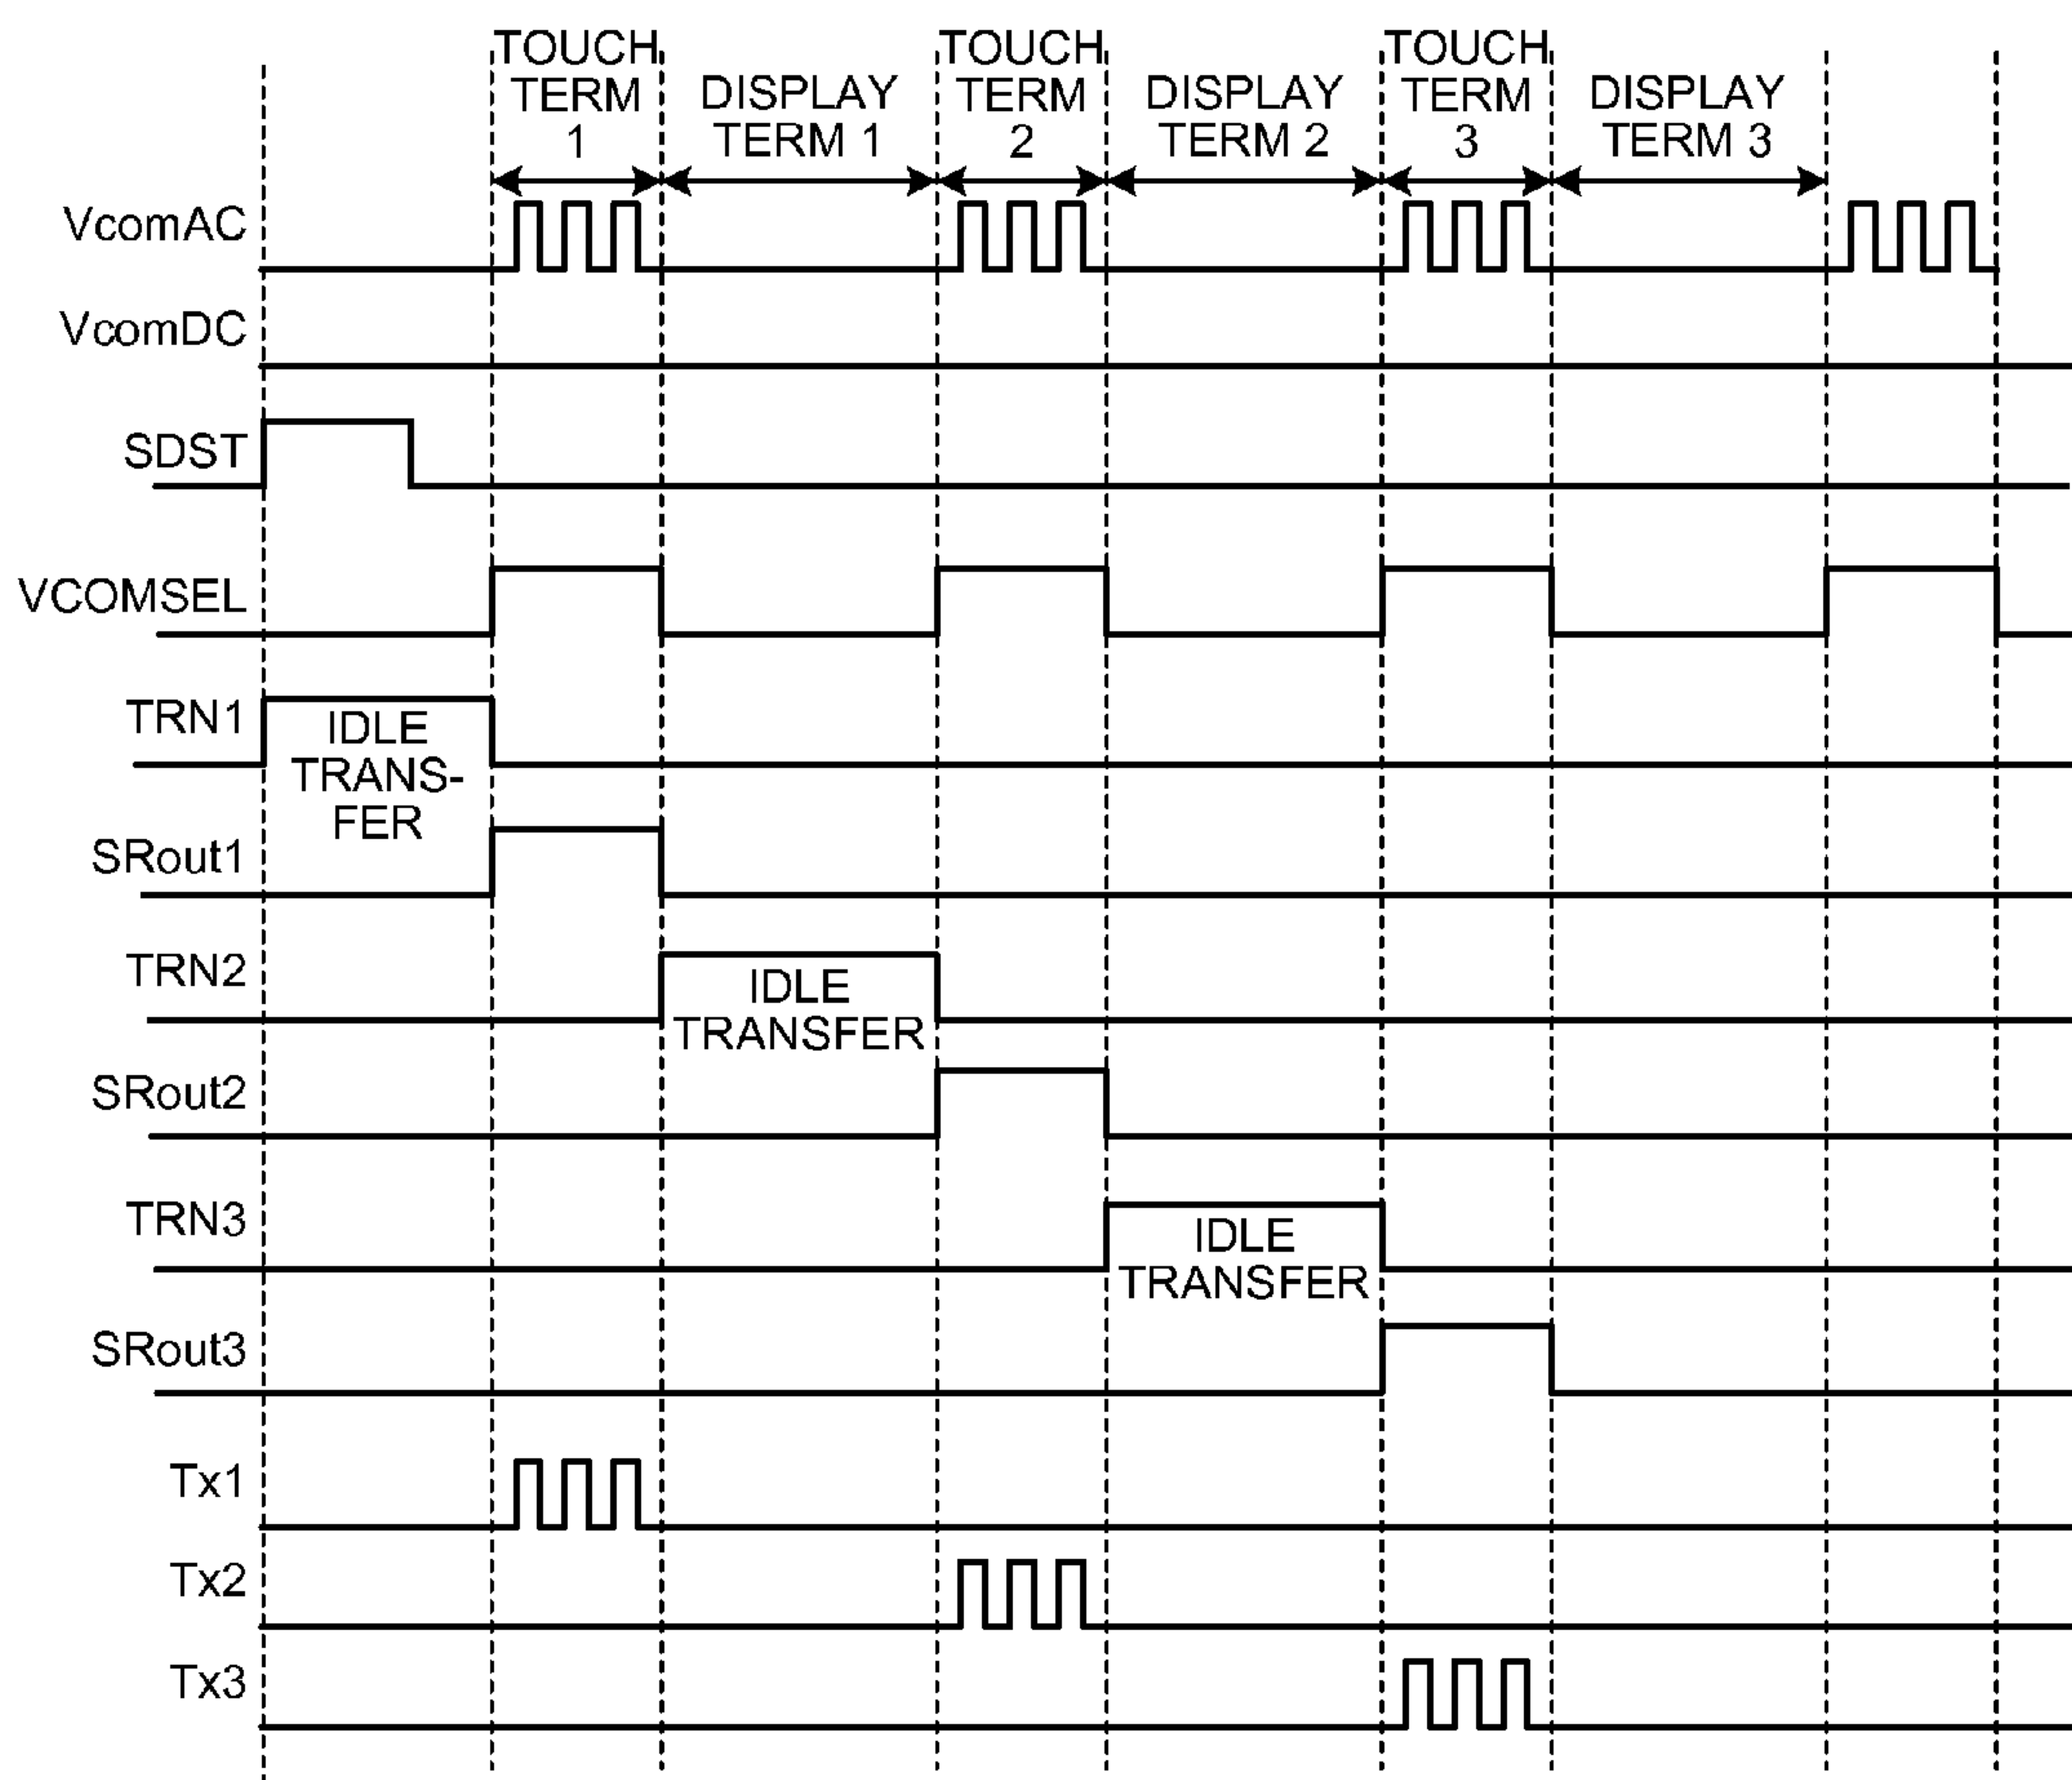 TOUCH
TERM
1
DISPLAY
TERM 1
TOUCH
TERM
2
DISPLAY
TERM 2
TOUCH
TERM
3
DISPLAY
TERM 3
VcomAC
VcomDC
SDST
VCOMSEL
TRN1
IDLE
TRANS-
FER
SRout1
TRN2
IDLE
TRANSFER
SRout2
TRN3
IDLE
TRANSFER
SRout3
Tx1
Tx2
Tx3